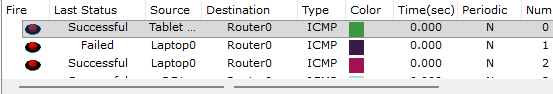 Fire Last Status Source Destination Type Color Time(sec) Periodic Num
Successful Tablet ... Router0 ICMP 0.000 N 0
Failed Laptop0 Router0 ICMP 0.000 N 1
Successful Laptop0 Router0 ICMP 0.000 N 2